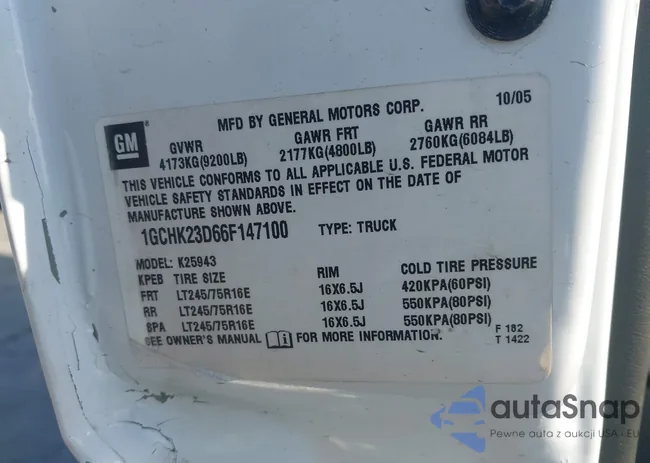 10/05
MFD BY GENERAL MOTORS CORP.
GM
GVWR GAWR FRT GAWR RR
4173KG(9200LB) 2177KG(4800LB) 2760KG(6084LB)
THIS VEHICLE CONFORMS TO ALL APPLICABLE U.S. FEDERAL MOTOR
VEHICLE SAFETY STANDARDS IN EFFECT ON THE DATE OF
MANUFACTURE SHOWN ABOVE.
1GCHK23D66F147100 TYPE: TRUCK
MODEL: K25943
KPEB TIRE SIZE RIM COLD TIRE PRESSURE
FRT LT245/75R16E 16X6.5J 420KPA(60PSI)
RR LT245/75R16E 16X6.5J 550KPA(80PSI)
SPA LT245/75R16E 16X6.5J 550KPA(80PSI)
SEE OWNER'S MANUAL i FOR MORE INFORMATION.
F 182
T 1422
autaSnap
Pewne auta z aukcji USA - EU